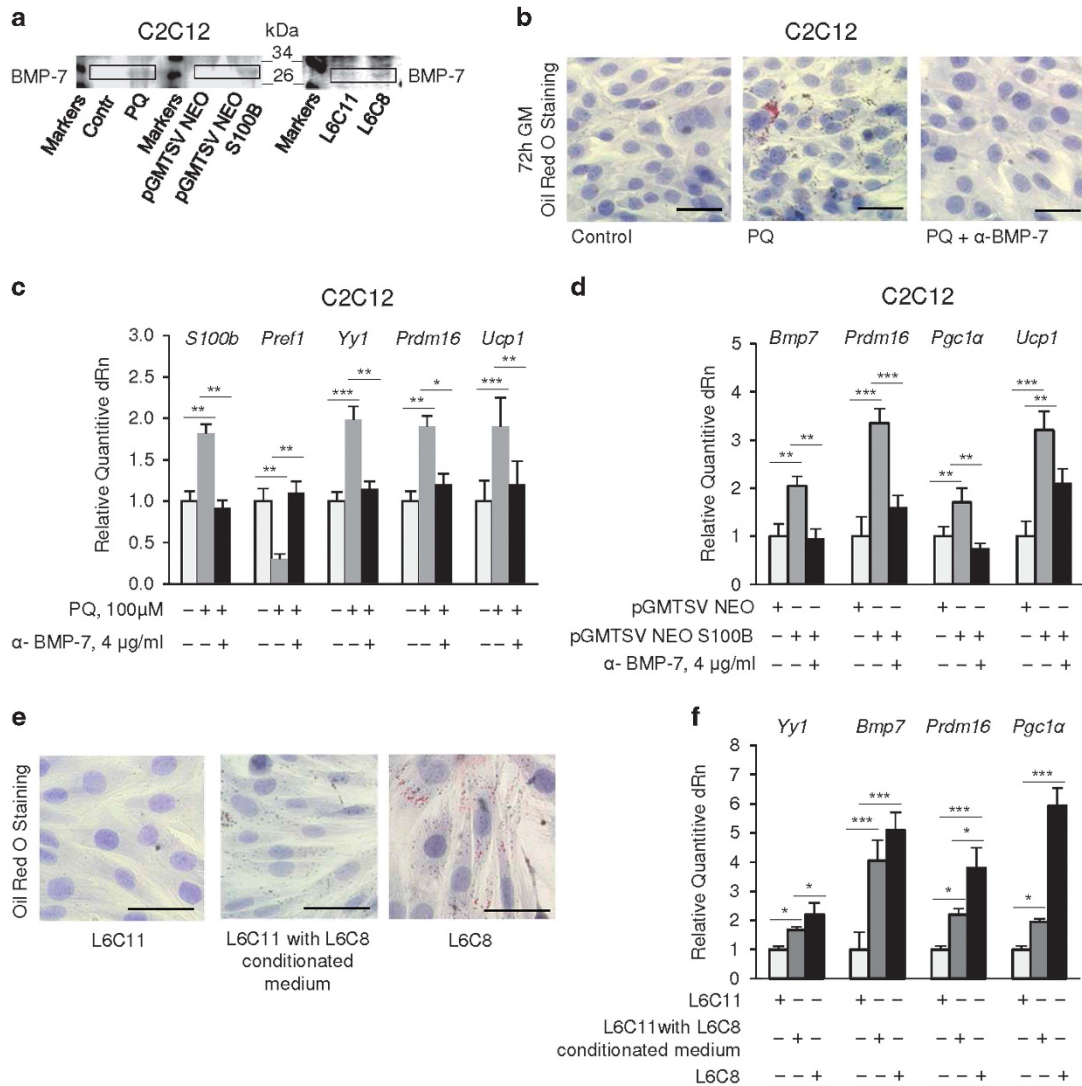 a
C2C12
kDa
34
26
BMP-7
BMP-7
Markers
Contr
PQ
Markers
pGMTSV NEO
pGMTSV NEO
S100B
Markers
L6C11
L6C8
b
C2C12
72h GM
Oil Red O Staining
Control
PQ
PQ + α-BMP-7
c
C2C12
S100b Pref1 Yy1 Prdm16 Ucp1
Relative Quantitive dRn
3.0
2.5
2.0
1.5
1.0
0.5
0.0
** ** ** ** *** ** ** * *** **
PQ, 100µM – + + – + + – + + – + + – + +
α- BMP-7, 4 µg/ml – – + – – + – – + – – + – – +
d
C2C12
Bmp7 Prdm16 Pgc1α Ucp1
Relative Quantitive dRn
5
4
3
2
1
0
** ** *** *** ** ** *** **
pGMTSV NEO + – – + – – + – – + – –
pGMTSV NEO S100B – + + – + + – + + – + +
α- BMP-7, 4 µg/ml – – + – – + – – + – – +
e
Oil Red O Staining
L6C11
L6C11 with L6C8
conditionated
medium
L6C8
f
Yy1 Bmp7 Prdm16 Pgc1α
Relative Quantitive dRn
8
7
6
5
4
3
2
1
0
* * *** *** * * *** * ***
L6C11 + – – + – – + – – + – –
L6C11with L6C8
conditionated medium – + – – + – – + – – + –
L6C8 – – + – – + – – + – – +